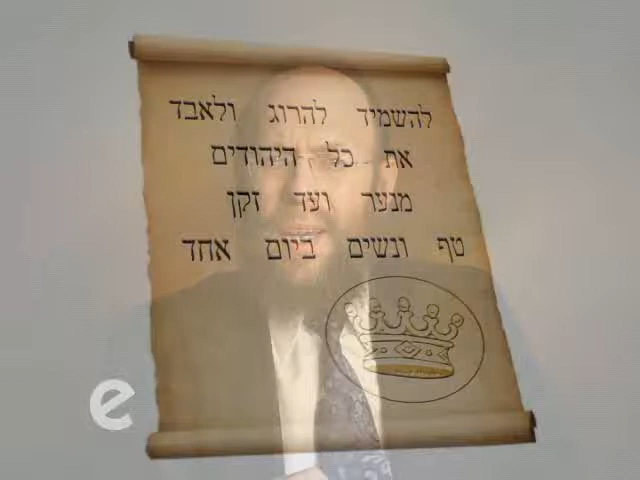 להשמיד להרוג ולאבד
את כל היהודים
מנער ועד זקן
טף ונשים ביום אחד
e